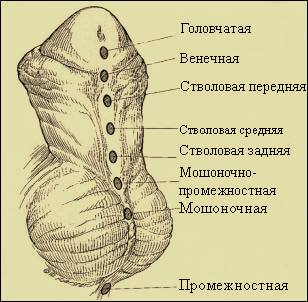 Головчатая
Венечная
Стволовая передняя
Стволовая средняя
Стволовая задняя
Мошоночно-
промежностная
Мошоночная
Промежностная